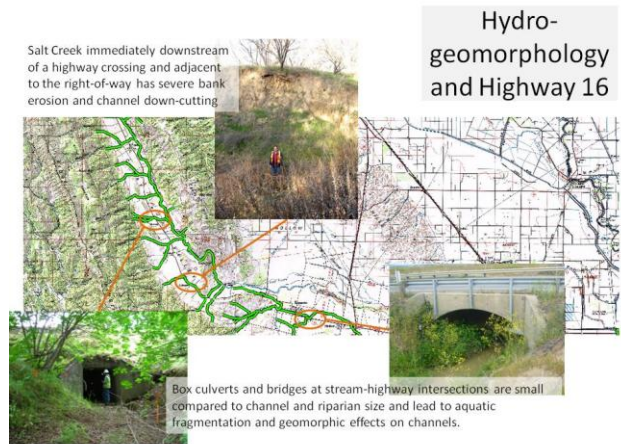 Hydro-
geomorphology
and Highway 16
Salt Creek immediately downstream
of a highway crossing and adjacent
to the right-of-way has severe bank
erosion and channel down-cutting
Box culverts and bridges at stream-highway intersections are small
compared to channel and riparian size and lead to aquatic
fragmentation and geomorphic effects on channels.